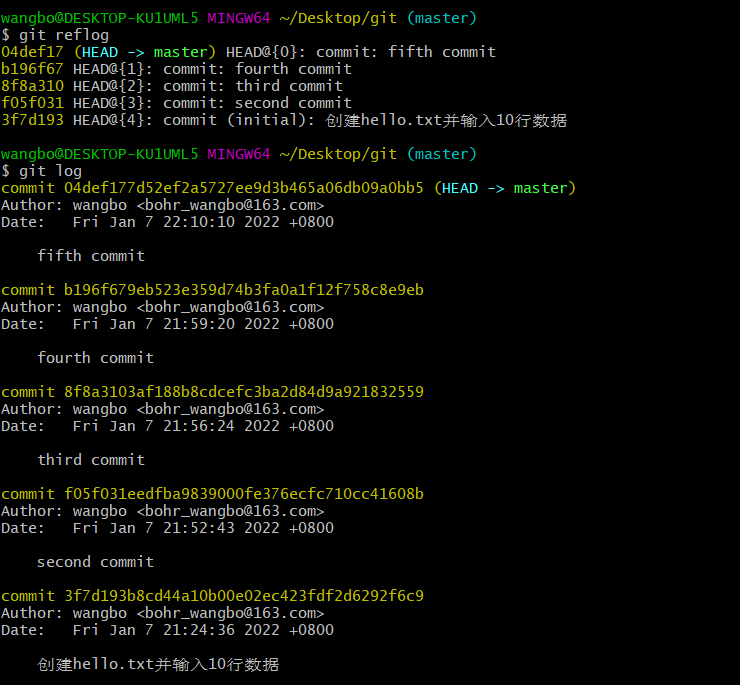 wangbo@DESKTOP-KU1UML5 MINGW64 ~/Desktop/git (master)
$ git reflog
04def17 (HEAD -> master) HEAD@{0}: commit: fifth commit
b196f67 HEAD@{1}: commit: fourth commit
8f8a310 HEAD@{2}: commit: third commit
f05f031 HEAD@{3}: commit: second commit
3f7d193 HEAD@{4}: commit (initial): 创建hello.txt并输入10行数据
wangbo@DESKTOP-KU1UML5 MINGW64 ~/Desktop/git (master)
$ git log
commit 04def177d52ef2a5727ee9d3b465a06db09a0bb5 (HEAD -> master)
Author: wangbo <bohr_wangbo@163.com>
Date:   Fri Jan 7 22:10:10 2022 +0800
    fifth commit
commit b196f679eb523e359d74b3fa0a1f12f758c8e9eb
Author: wangbo <bohr_wangbo@163.com>
Date:   Fri Jan 7 21:59:20 2022 +0800
    fourth commit
commit 8f8a3103af188b8cdcefc3ba2d84d9a921832559
Author: wangbo <bohr_wangbo@163.com>
Date:   Fri Jan 7 21:56:24 2022 +0800
    third commit
commit f05f031eedfba9839000fe376ecfc710cc41608b
Author: wangbo <bohr_wangbo@163.com>
Date:   Fri Jan 7 21:52:43 2022 +0800
    second commit
commit 3f7d193b8cd44a10b00e02ec423fdf2d6292f6c9
Author: wangbo <bohr_wangbo@163.com>
Date:   Fri Jan 7 21:24:36 2022 +0800
    创建hello.txt并输入10行数据